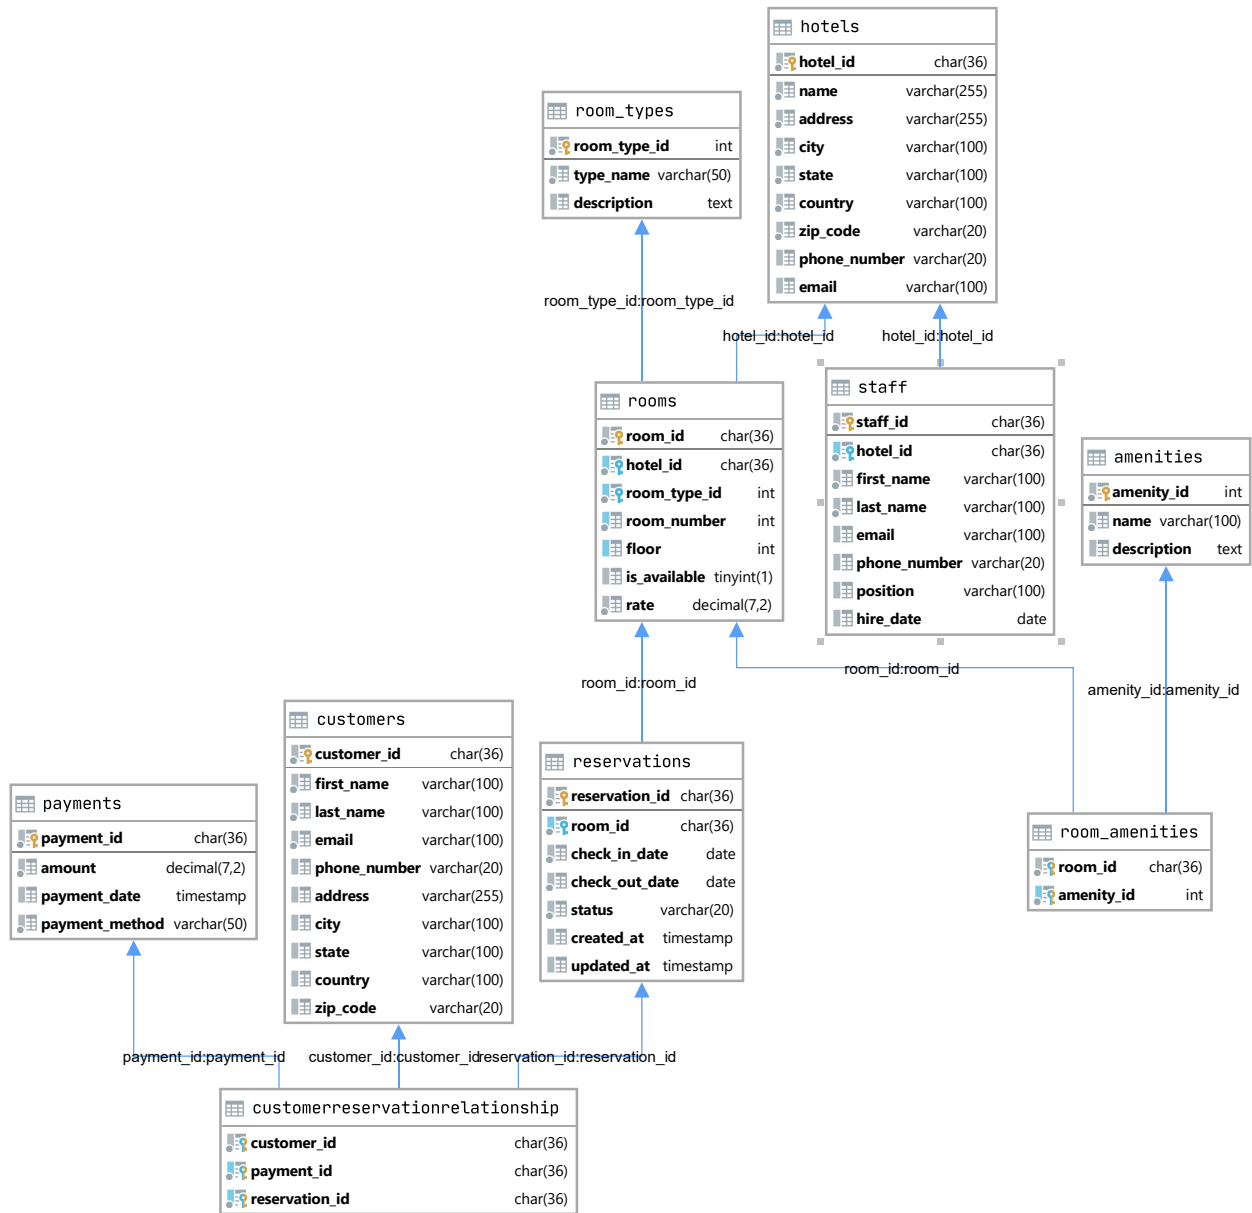 hotels
hotel_id char(36)
name varchar(255)
address varchar(255)
city varchar(100)
state varchar(100)
country varchar(100)
zip_code varchar(20)
phone_number varchar(20)
email varchar(100)
room_types
room_type_id int
type_name varchar(50)
description text
room_type_id:room_type_id
hotel_id:hotel_id
hotel_id:hotel_id
rooms
room_id char(36)
hotel_id char(36)
room_type_id int
room_number int
floor int
is_available tinyint(1)
rate decimal(7,2)
staff
staff_id char(36)
hotel_id char(36)
first_name varchar(100)
last_name varchar(100)
email varchar(100)
phone_number varchar(20)
position varchar(100)
hire_date date
amenities
amenity_id int
name varchar(100)
description text
room_id:room_id
room_id:room_id
amenity_id:amenity_id
customers
customer_id char(36)
first_name varchar(100)
last_name varchar(100)
email varchar(100)
phone_number varchar(20)
address varchar(255)
city varchar(100)
state varchar(100)
country varchar(100)
zip_code varchar(20)
reservations
reservation_id char(36)
room_id char(36)
check_in_date date
check_out_date date
status varchar(20)
created_at timestamp
updated_at timestamp
payments
payment_id char(36)
amount decimal(7,2)
payment_date timestamp
payment_method varchar(50)
room_amenities
room_id char(36)
amenity_id int
payment_id:payment_id
customer_id:customer_id
reservation_id:reservation_id
customerreservationrelationship
customer_id char(36)
payment_id char(36)
reservation_id char(36)